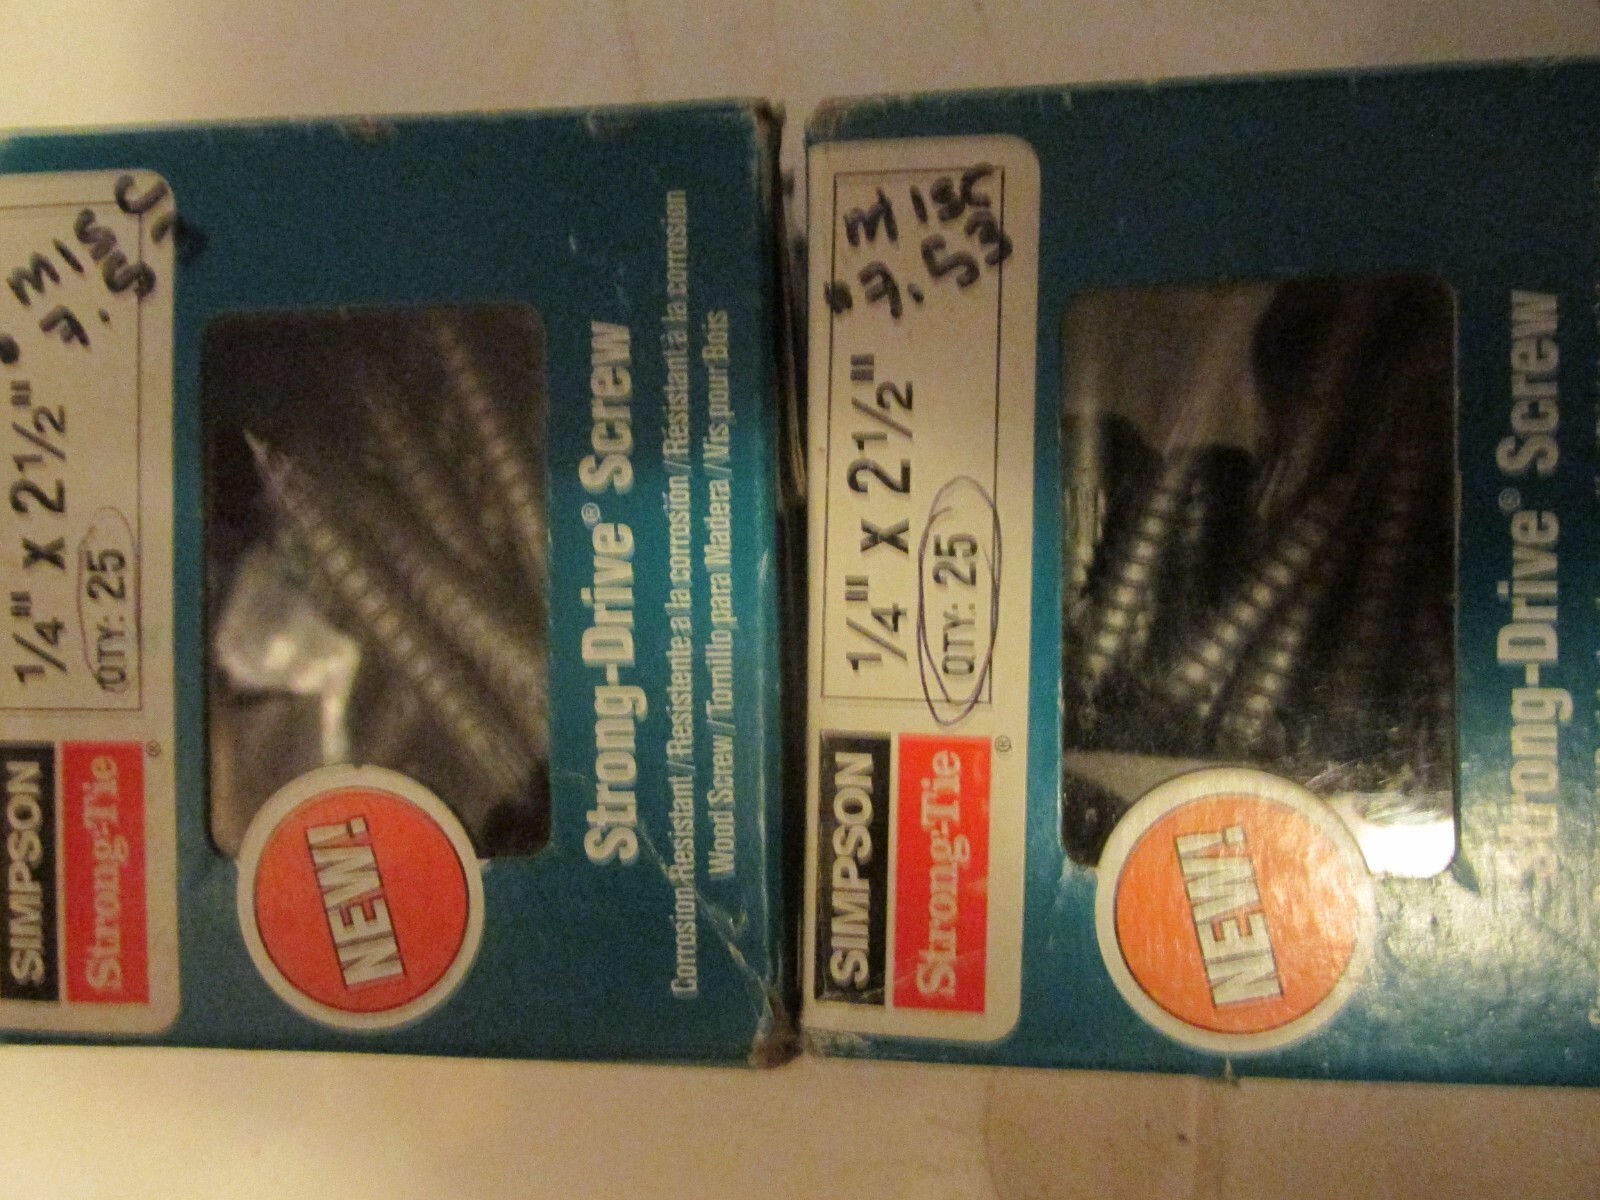 1/4" X 2 1/2"
QTY: 25
SIMPSON
Strong-Tie
®
NEW!
Strong-Drive® Screw
Corrosion Resistant / Resistente a la corrosión / Résistant à la corrosion
Wood Screw / Tornillo para Madera / Vis pour Bois
1/4" X 2 1/2"
QTY: 25
SIMPSON
Strong-Tie
®
NEW!
Strong-Drive® Screw